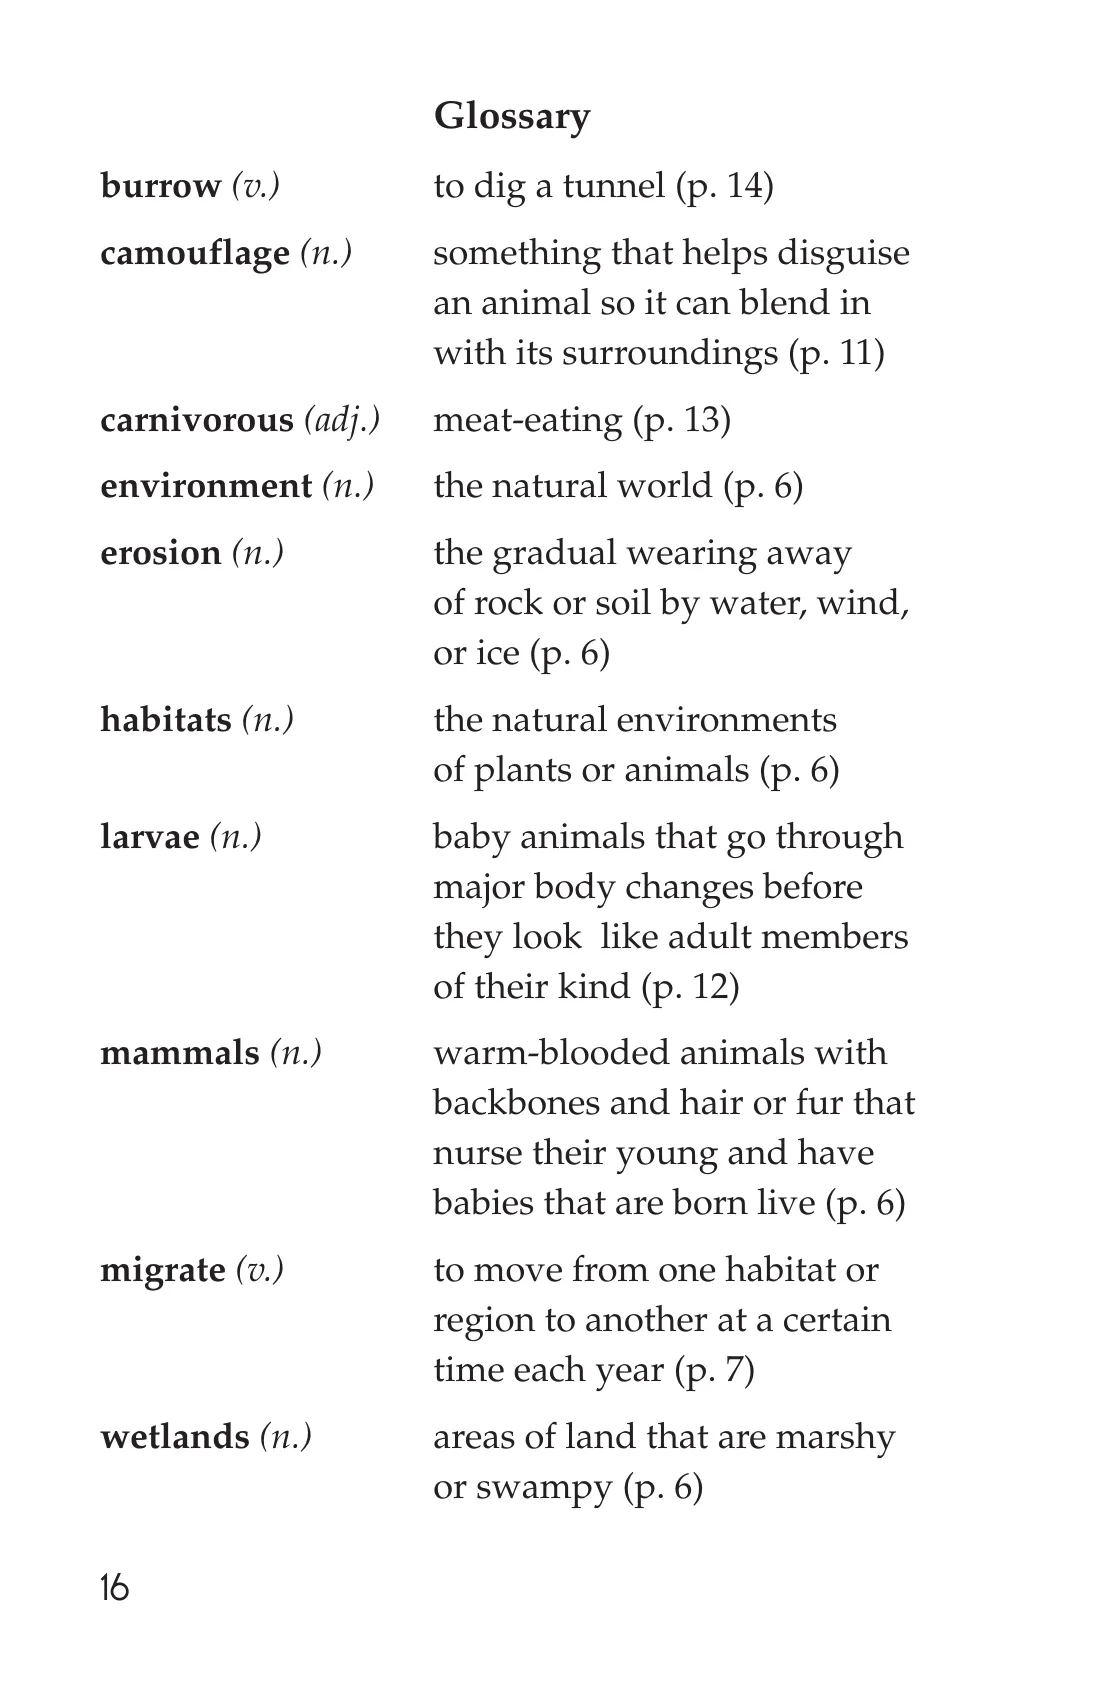 Glossary
burrow (v.) to dig a tunnel (p. 14)
camouflage (n.) something that helps disguise
an animal so it can blend in
with its surroundings (p. 11)
carnivorous (adj.) meat-eating (p. 13)
environment (n.) the natural world (p. 6)
erosion (n.) the gradual wearing away
of rock or soil by water, wind,
or ice (p. 6)
habitats (n.) the natural environments
of plants or animals (p. 6)
larvae (n.) baby animals that go through
major body changes before
they look  like adult members
of their kind (p. 12)
mammals (n.) warm-blooded animals with
backbones and hair or fur that
nurse their young and have
babies that are born live (p. 6)
migrate (v.) to move from one habitat or
region to another at a certain
time each year (p. 7)
wetlands (n.) areas of land that are marshy
or swampy (p. 6)
16